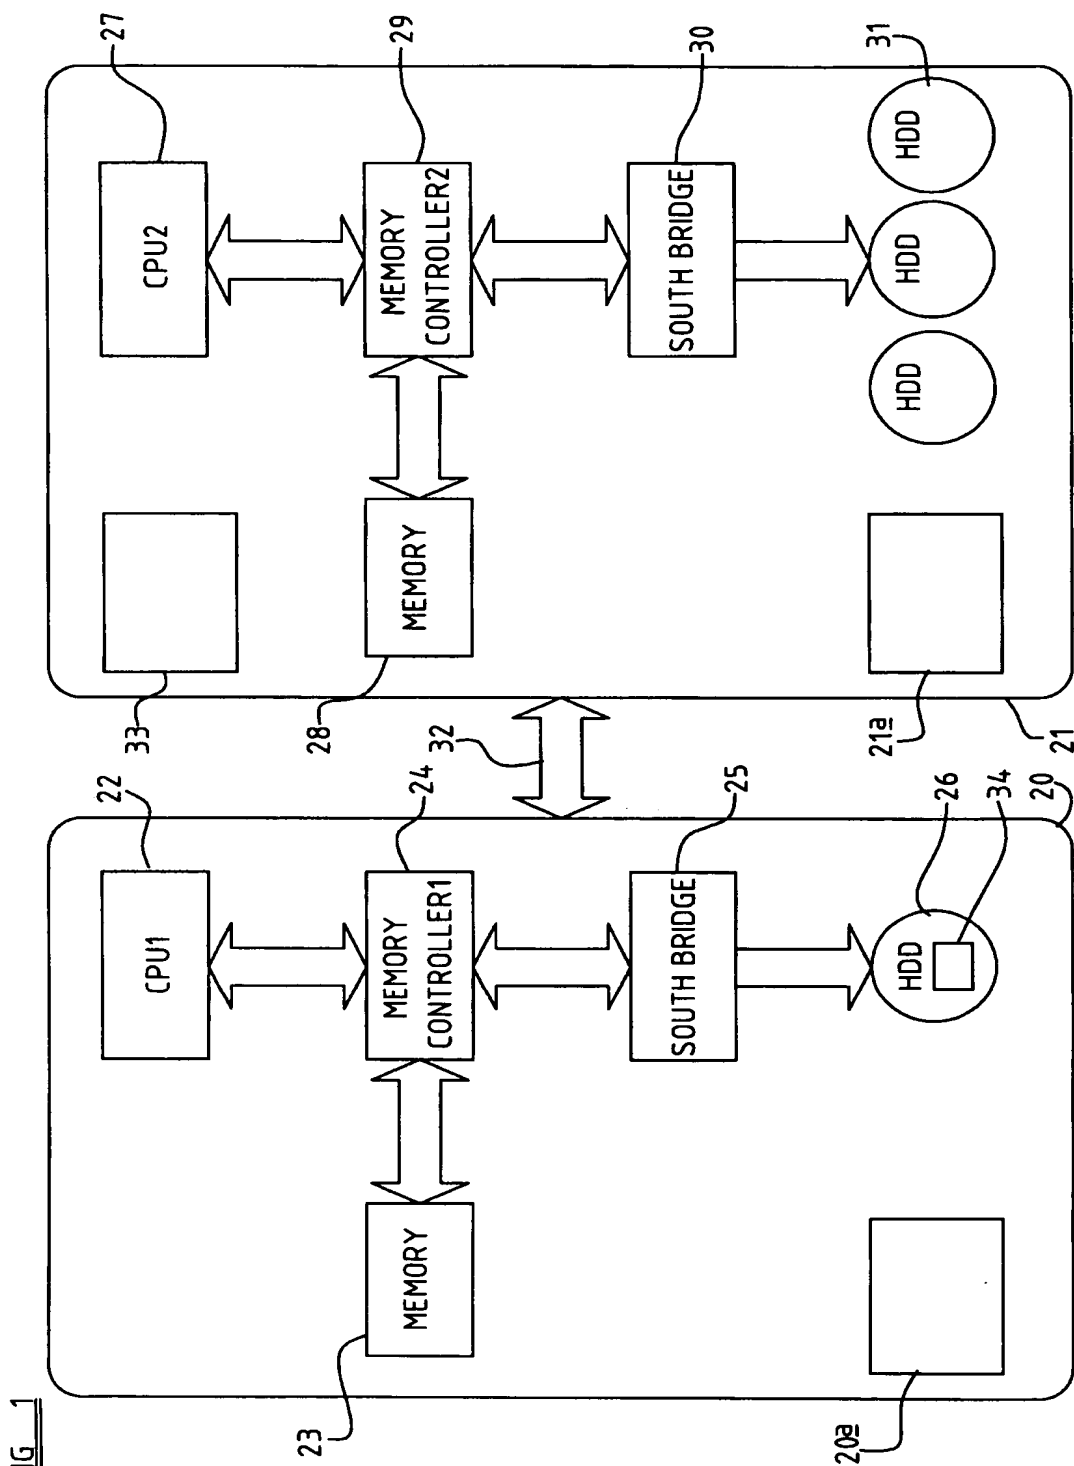 IG 1
CPU1
22
MEMORY
23
MEMORY
CONTROLLER1
24
SOUTH BRIDGE
25
HDD
26
34
20
20a
32
CPU2
27
33
MEMORY
28
MEMORY
CONTROLLER2
29
SOUTH BRIDGE
30
HDD
HDD
HDD
31
21a
21